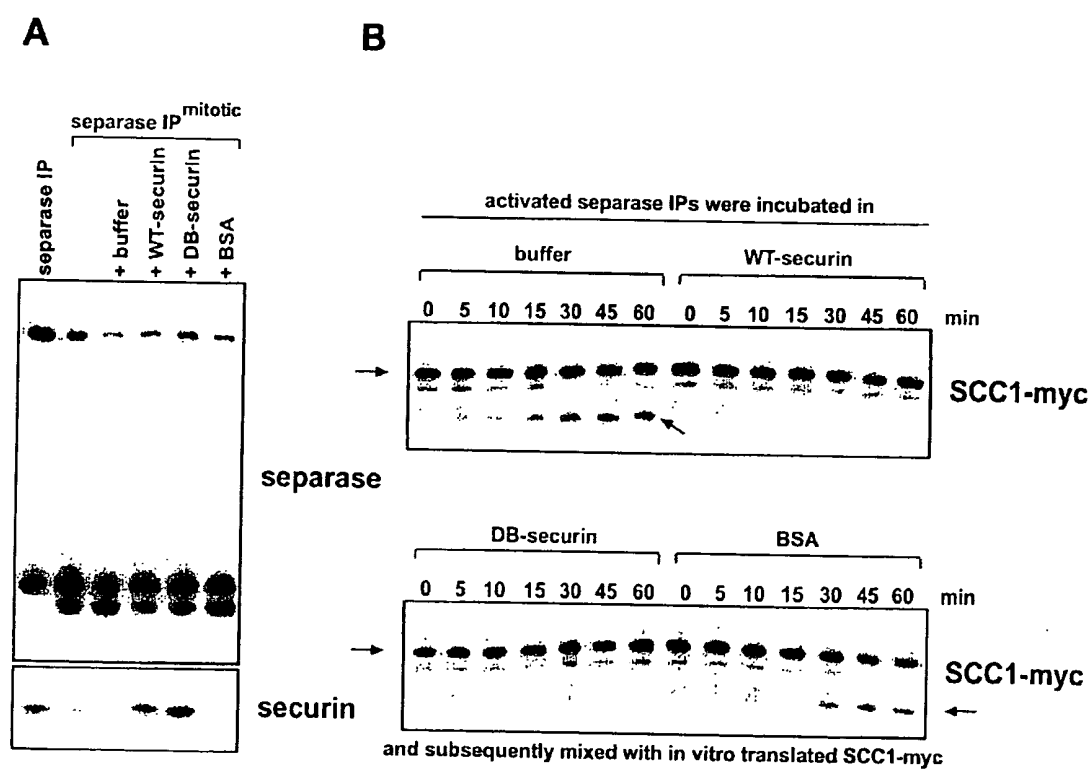 A
B
separase IP mitotic
separase IP
+ buffer
+ WT-securin
+ DB-securin
+ BSA
separase
securin
activated separase IPs were incubated in
buffer WT-securin
0 5 10 15 30 45 60 0 5 10 15 30 45 60 min
SCC1-myc
DB-securin BSA
0 5 10 15 30 45 60 0 5 10 15 30 45 60 min
SCC1-myc
and subsequently mixed with in vitro translated SCC1-myc